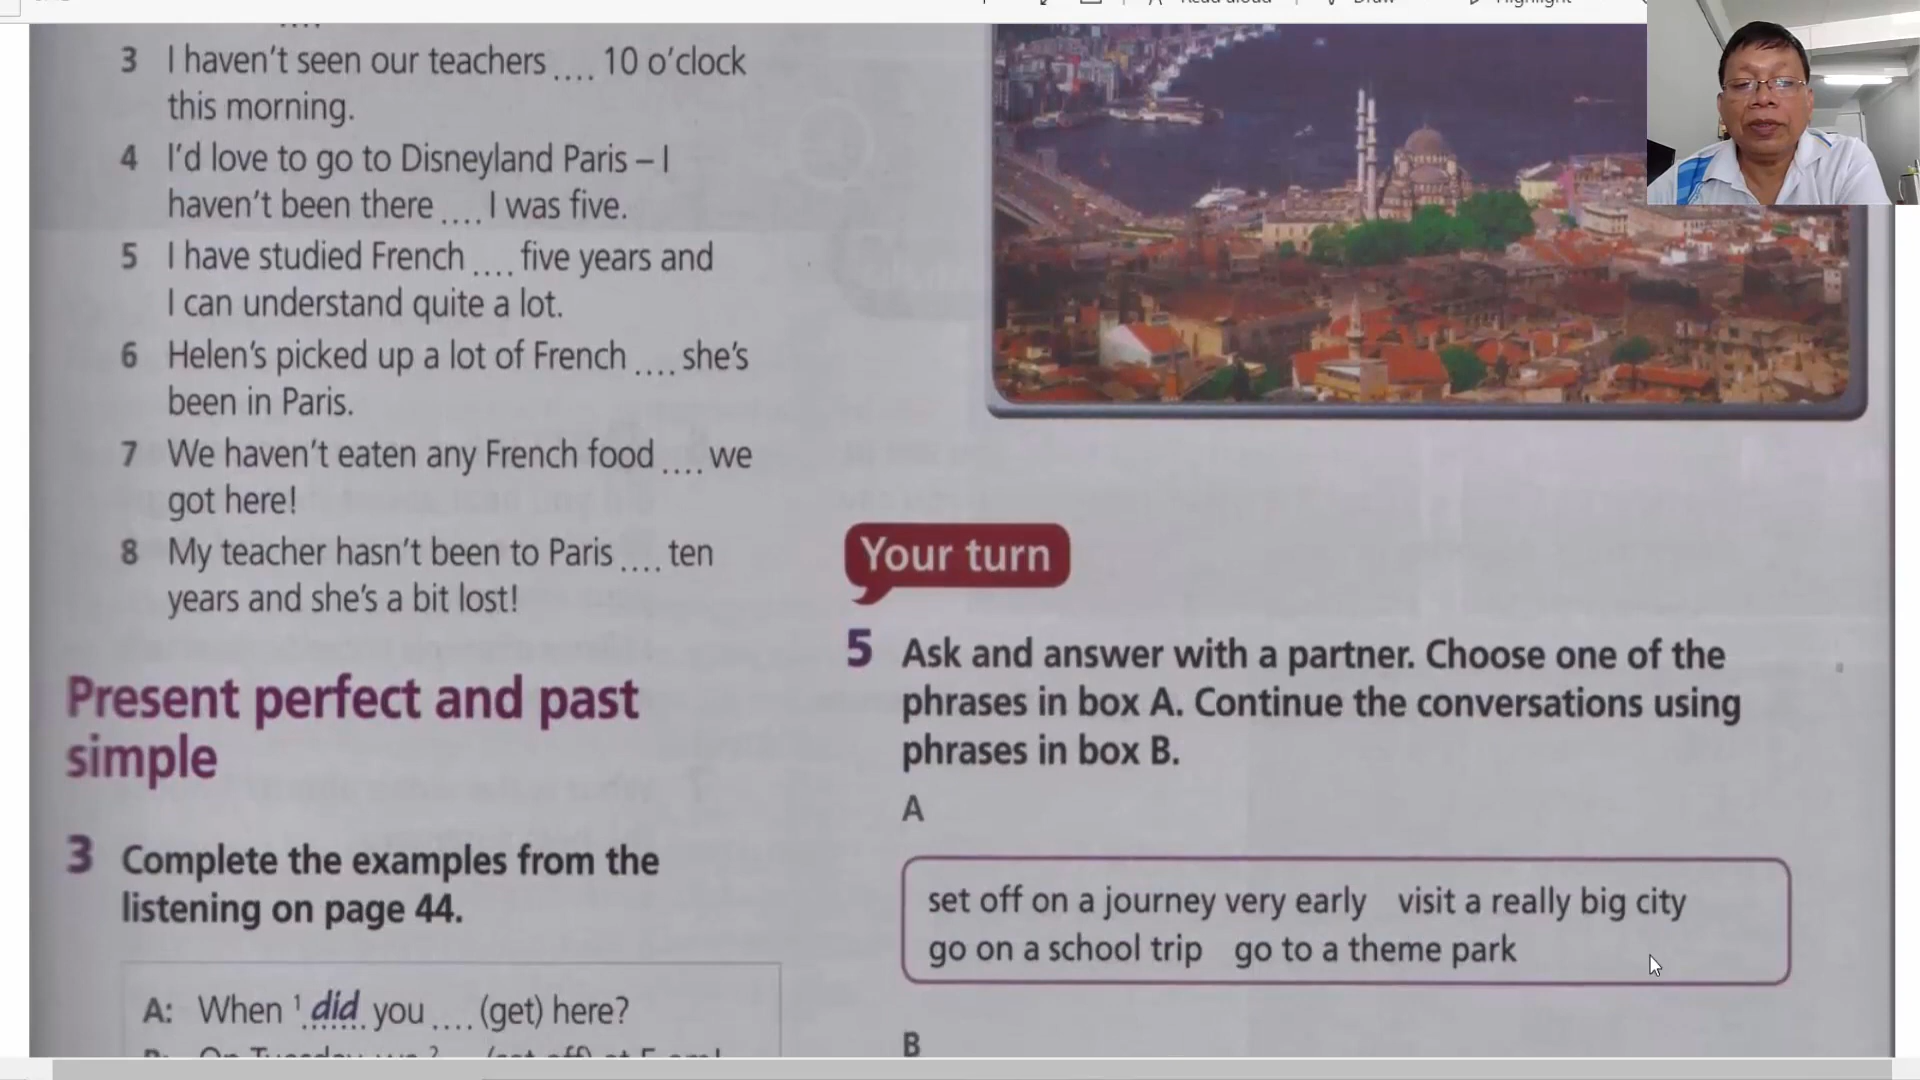 3 I haven't seen our teachers .... 10 o'clock
this morning.
4 I'd love to go to Disneyland Paris – I
haven't been there .... I was five.
5 I have studied French .... five years and
I can understand quite a lot.
6 Helen's picked up a lot of French .... she's
been in Paris.
7 We haven't eaten any French food .... we
got here!
8 My teacher hasn't been to Paris .... ten
years and she's a bit lost!
Present perfect and past
simple
3 Complete the examples from the
listening on page 44.
A: When ¹ did you .... (get) here?
Your turn
5 Ask and answer with a partner. Choose one of the
phrases in box A. Continue the conversations using
phrases in box B.
A
set off on a journey very early visit a really big city
go on a school trip go to a theme park
B